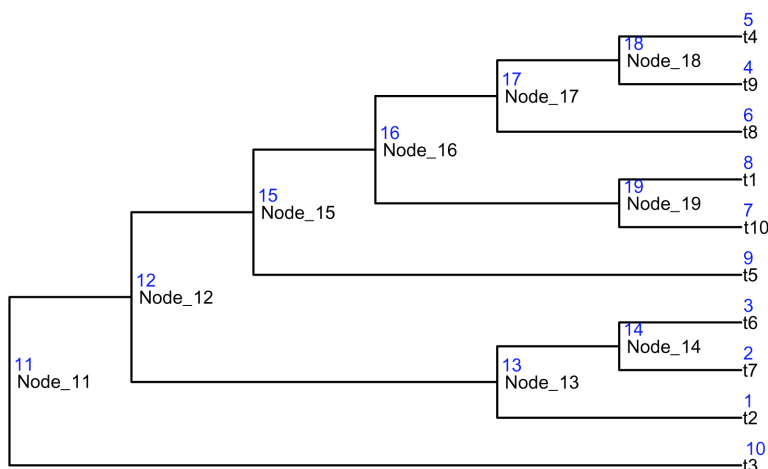 5
t4
18
Node_18
4
t9
17
Node_17
6
t8
16
Node_16
8
t1
19
Node_19
7
t10
15
Node_15
9
t5
12
Node_12
3
t6
14
Node_14
2
t7
13
Node_13
11
Node_11
1
t2
10
t3